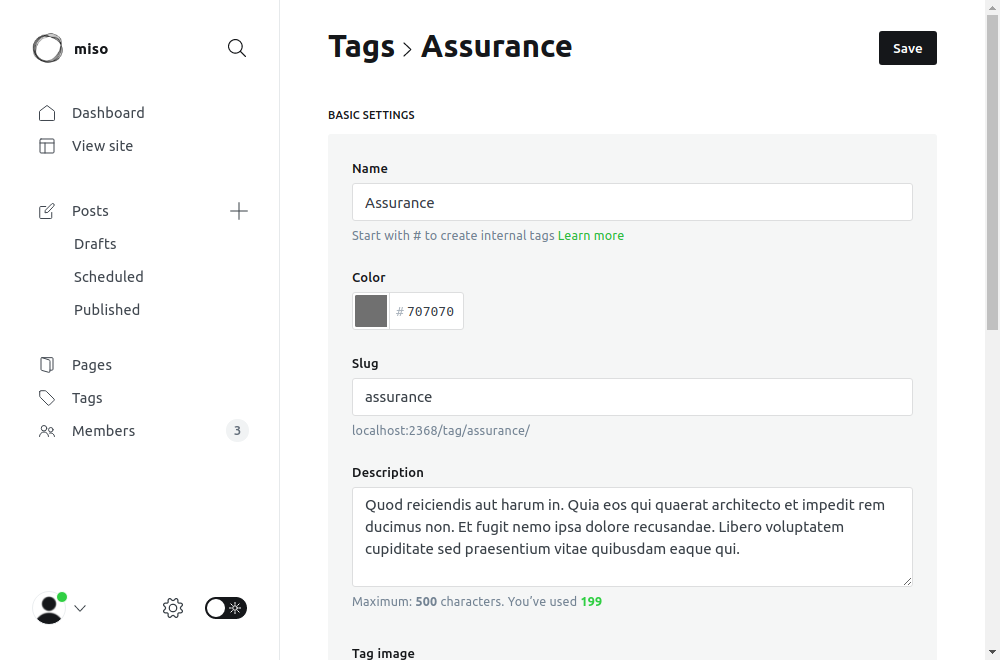 miso
Dashboard
View site
Posts
Drafts
Scheduled
Published
Pages
Tags
Members 3
Tags > Assurance
Save
BASIC SETTINGS
Name
Assurance
Start with # to create internal tags Learn more
Color
# 707070
Slug
assurance
localhost:2368/tag/assurance/
Description
Quod reiciendis aut harum in. Quia eos qui quaerat architecto et impedit rem
ducimus non. Et fugit nemo ipsa dolore recusandae. Libero voluptatem
cupiditate sed praesentium vitae quibusdam eaque qui.
Maximum: 500 characters. You’ve used 199
Tag image